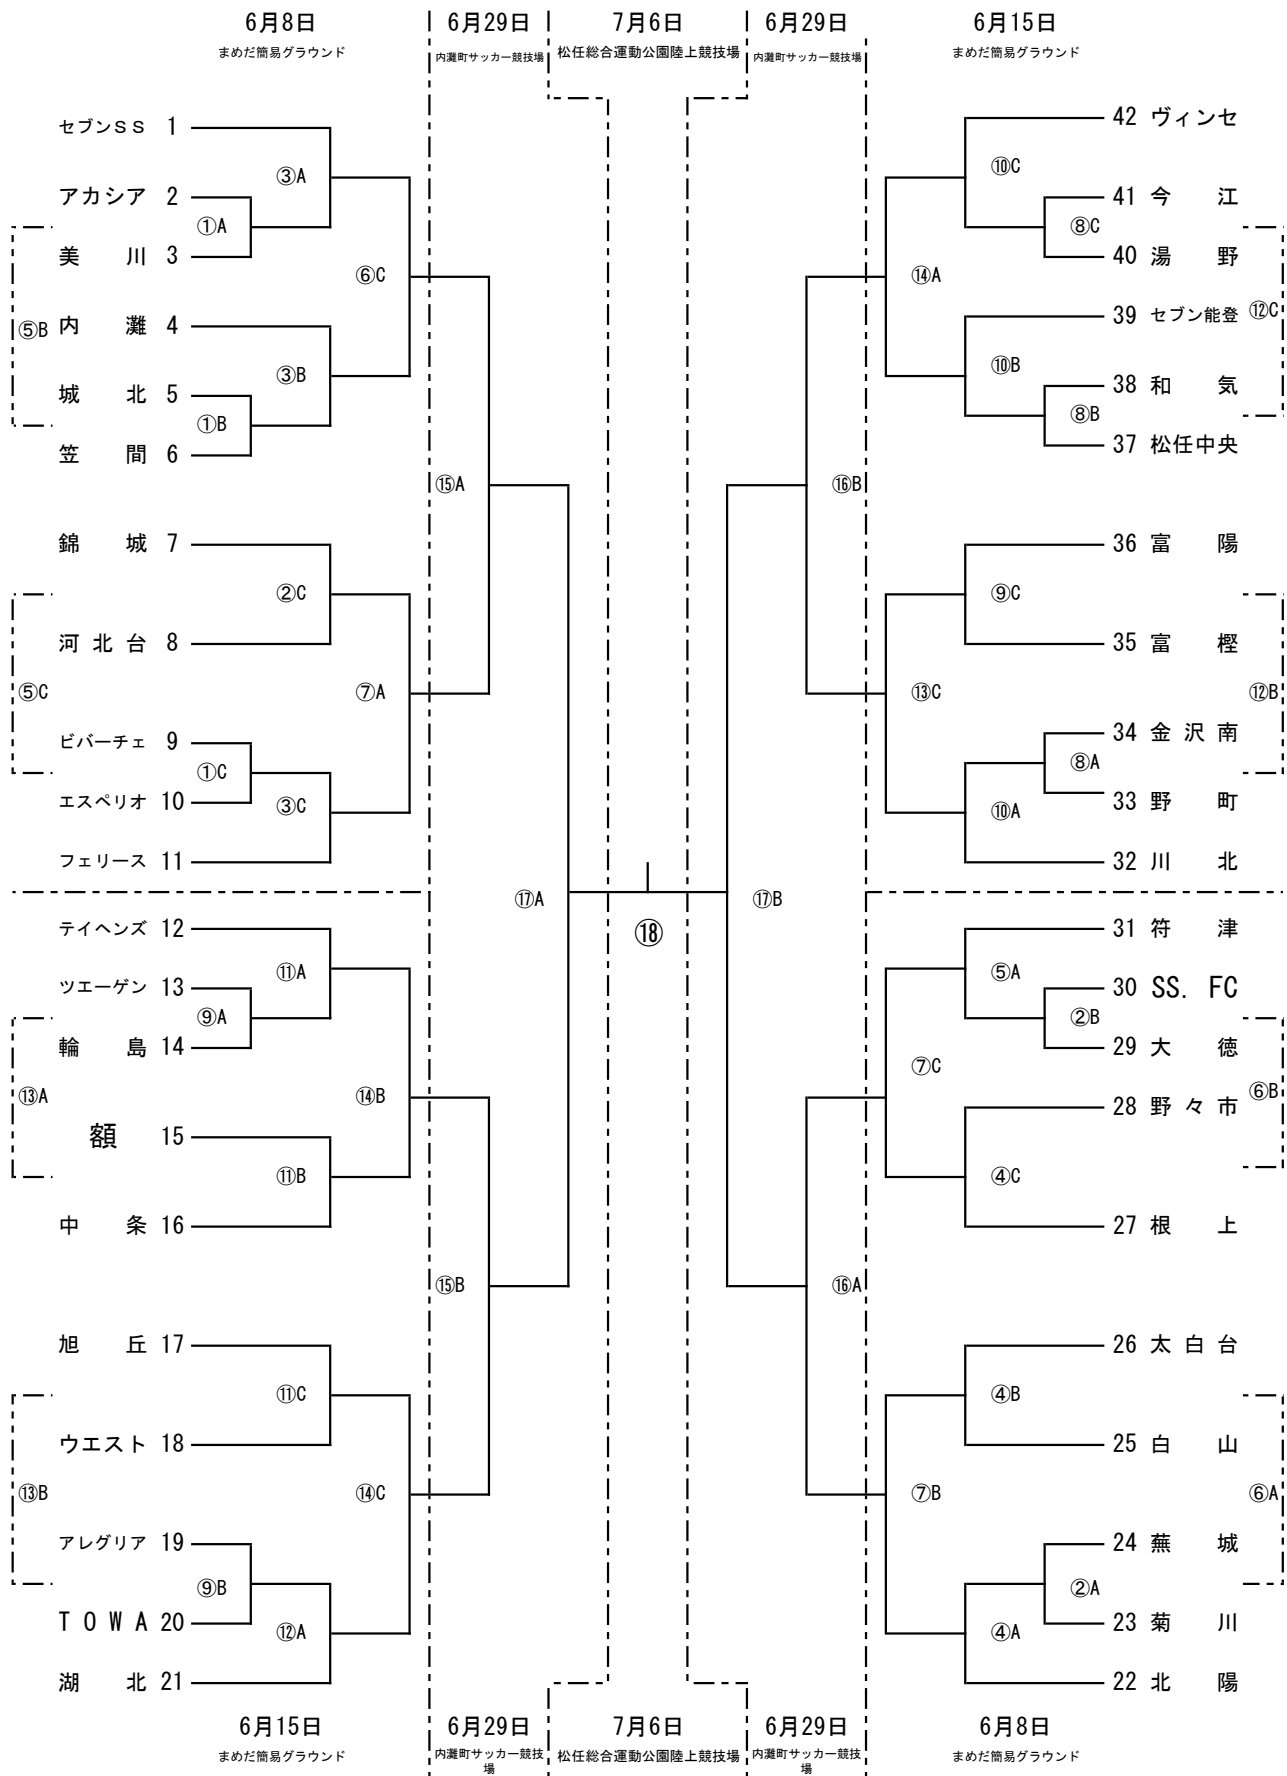 6月8日 6月29日 7月6日 6月29日 6月15日
まめだ簡易グラウンド 内灘町サッカー競技場 松任総合運動公園陸上競技場 内灘町サッカー競技場 まめだ簡易グラウンド
42 ヴィンセ
セブンSS 1
⑩C
③A
アカシア 2
41 今江
①A
⑧C
美川 3
40 湯野
⑥C
⑭A
⑫C
39 セブン能登
⑤B
内灘 4
⑩B
③B
38 和気
城北 5
⑧B
①B
37 松任中央
笠間 6
⑮A
⑯B
錦城 7
36 富陽
②C
⑨C
河北台 8
35 富樫
⑤C
⑦A
⑬C
⑫B
34 金沢南
ビバーチェ 9
⑧A
①C
エスペリオ 10
33 野町
③C
⑩A
フェリース 11
32 川北
⑰A
⑰B
テイヘンズ 12
31 符津
⑱
⑪A
⑤A
ツエーゲン 13
30 SS. FC
⑨A
②B
輪島 14
29 大徳
⑦C
⑥B
⑬A
⑭B
28 野々市
額 15
⑪B
④C
中条 16
27 根上
⑮B
⑯A
旭丘 17
26 太白台
⑪C
④B
ウエスト 18
25 白山
⑬B
⑭C
⑦B
⑥A
アレグリア 19
24 蕪城
⑨B
②A
TOWA 20
23 菊川
⑫A
④A
湖北 21
22 北陽
6月15日 6月29日 7月6日 6月29日 6月8日
まめだ簡易グラウンド 内灘町サッカー競技場 松任総合運動公園陸上競技場 内灘町サッカー競技場 まめだ簡易グラウンド